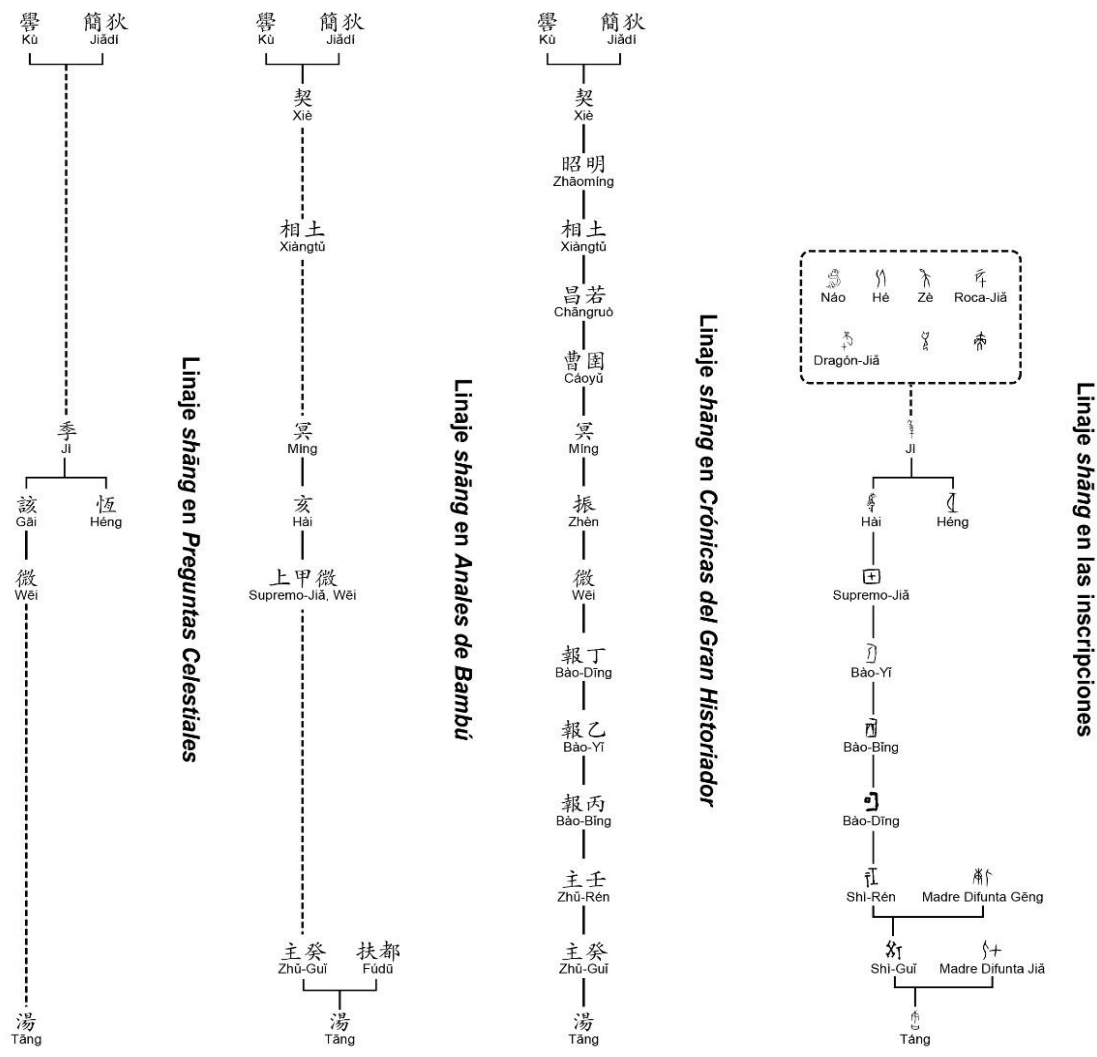 嚳 簡狄
Kù Jiǎdí
季
Jì
該 恆
Gāi Héng
微
Wēi
湯
Tāng
Linaje shāng en Preguntas Celestiales
嚳 簡狄
Kù Jiǎdí
契
Xiè
相土
Xiàngtǔ
冥
Míng
亥
Hài
上甲微
Supremo-Jiǎ, Wēi
主癸 扶都
Zhǔ-Guǐ Fúdū
湯
Tāng
Linaje shāng en Anales de Bambú
嚳 簡狄
Kù Jiǎdí
契
Xiè
昭明
Zhāomíng
相土
Xiàngtǔ
昌若
Chāngruò
曹圉
Cáoyǔ
冥
Míng
振
Zhèn
微
Wēi
報丁
Bào-Dīng
報乙
Bào-Yǐ
報丙
Bào-Bǐng
主壬
Zhǔ-Rén
主癸
Zhǔ-Guǐ
湯
Tāng
Linaje shāng en Crónicas del Gran Historiador
Náo Hé Zè Roca-Jiǎ
Dragón-Jiǎ
Jì
Hài Héng
Supremo-Jiǎ
Bào-Yǐ
Bào-Bǐng
Bào-Dīng
Shì-Rén Madre Difunta Gēng
Shì-Guǐ Madre Difunta Jiǎ
Tāng
Linaje shāng en las inscripciones